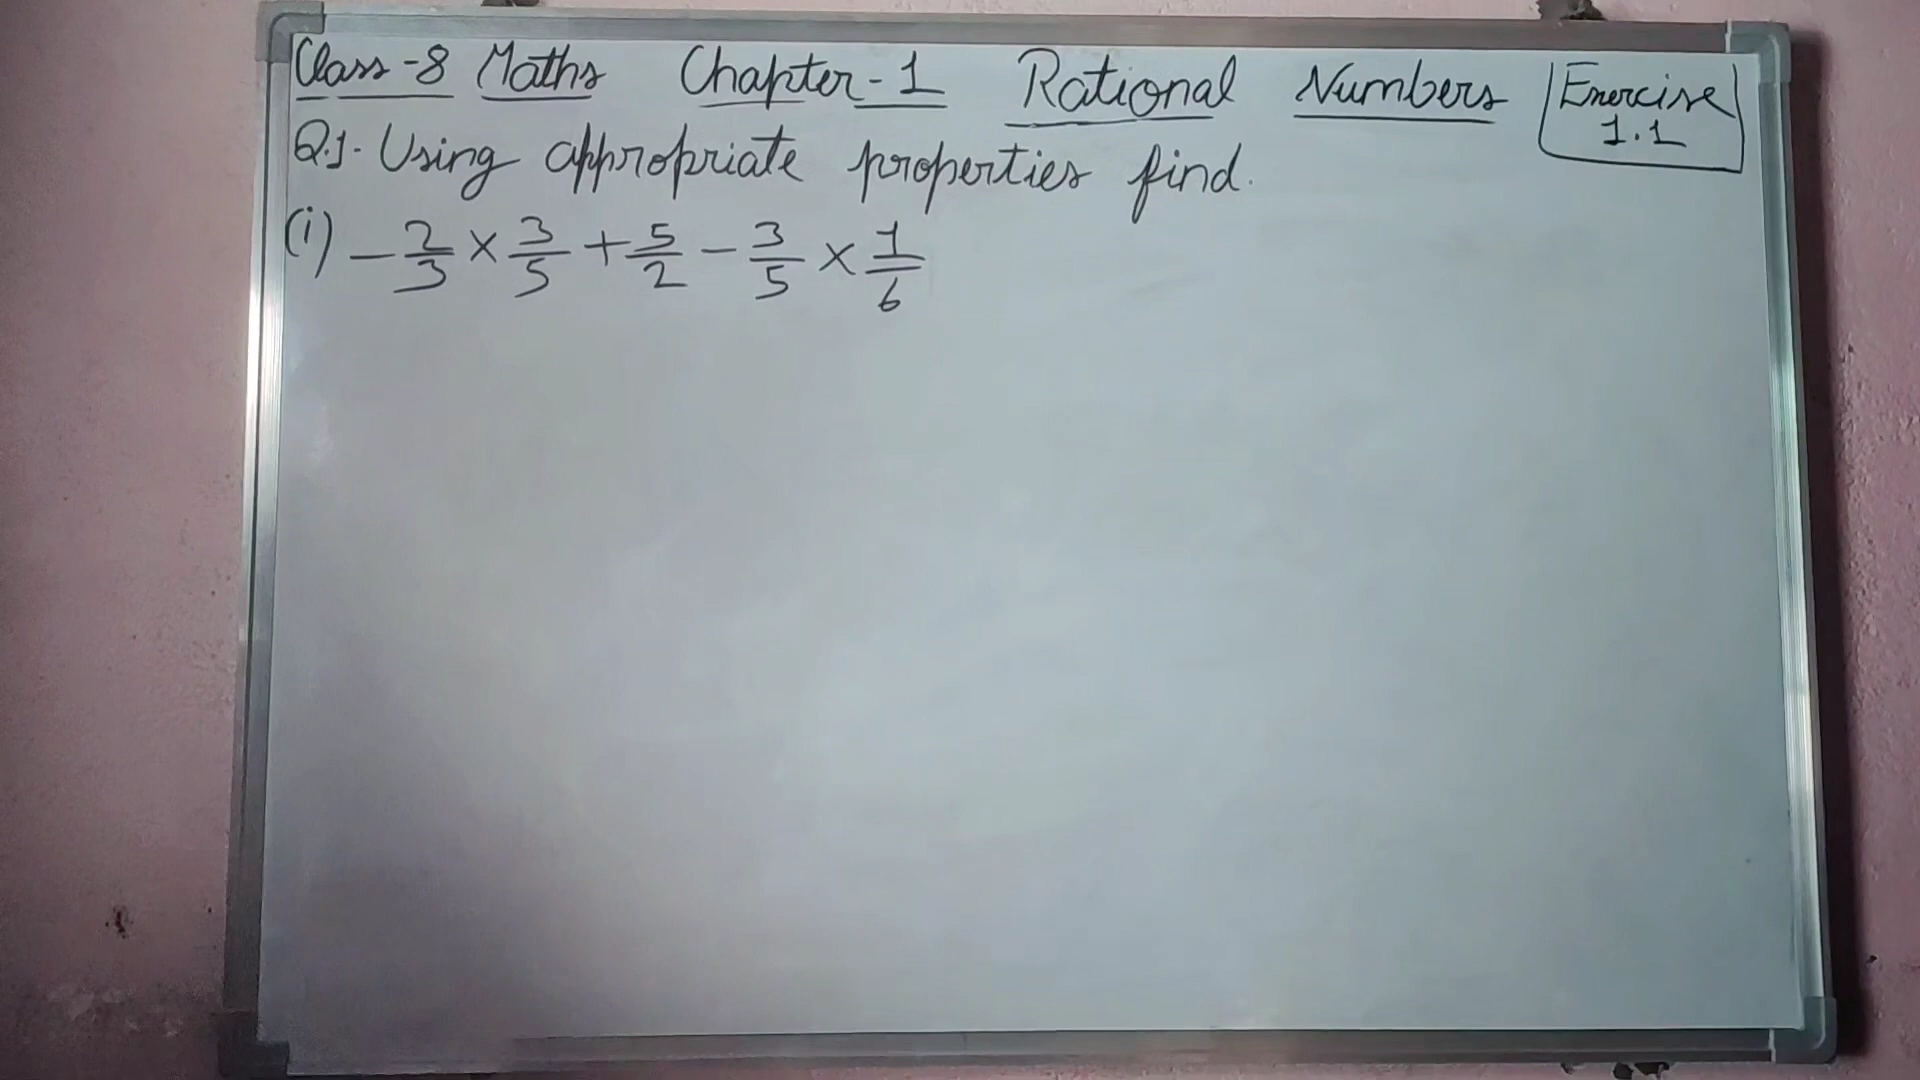 Class-8 Maths Chapter-1 Rational Numbers Exercise 1.1
Q.1. Using appropriate properties find.
(i) -2/3 × 3/5 + 5/2 - 3/5 × 1/6